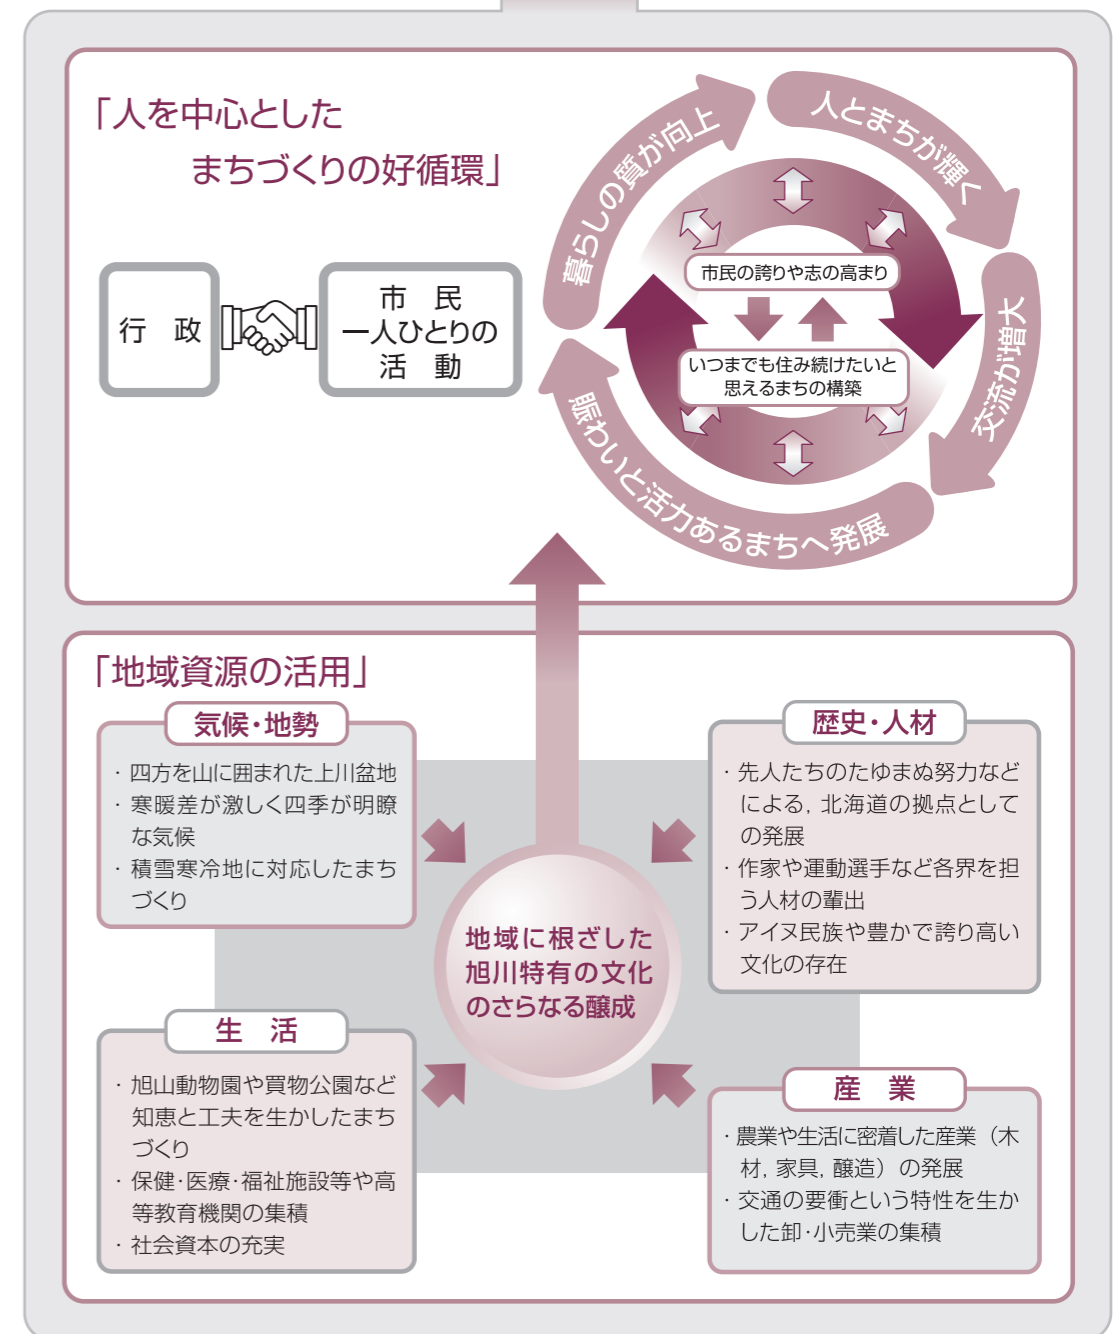 「人を中心とした
まちづくりの好循環」
行 政
市 民
一人ひとりの
活 動
暮らしの質が向上
人とまちが輝く
交流が増大
賑わいと活力あるまちへ発展
市民の誇りや志の高まり
いつまでも住み続けたいと
思えるまちの構築
「地域資源の活用」
気候・地勢
・四方を山に囲まれた上川盆地
・寒暖差が激しく四季が明瞭
な気候
・積雪寒冷地に対応したまち
づくり
歴史・人材
・先人たちのたゆまぬ努力など
による, 北海道の拠点として
の発展
・作家や運動選手など各界を担
う人材の輩出
・アイヌ民族や豊かで誇り高い
文化の存在
地域に根ざした
旭川特有の文化
のさらなる醸成
生 活
・旭山動物園や買物公園など
知恵と工夫を生かしたまち
づくり
・保健・医療・福祉施設等や高
等教育機関の集積
・社会資本の充実
産 業
・農業や生活に密着した産業（木
材, 家具, 醸造）の発展
・交通の要衝という特性を生か
した卸・小売業の集積